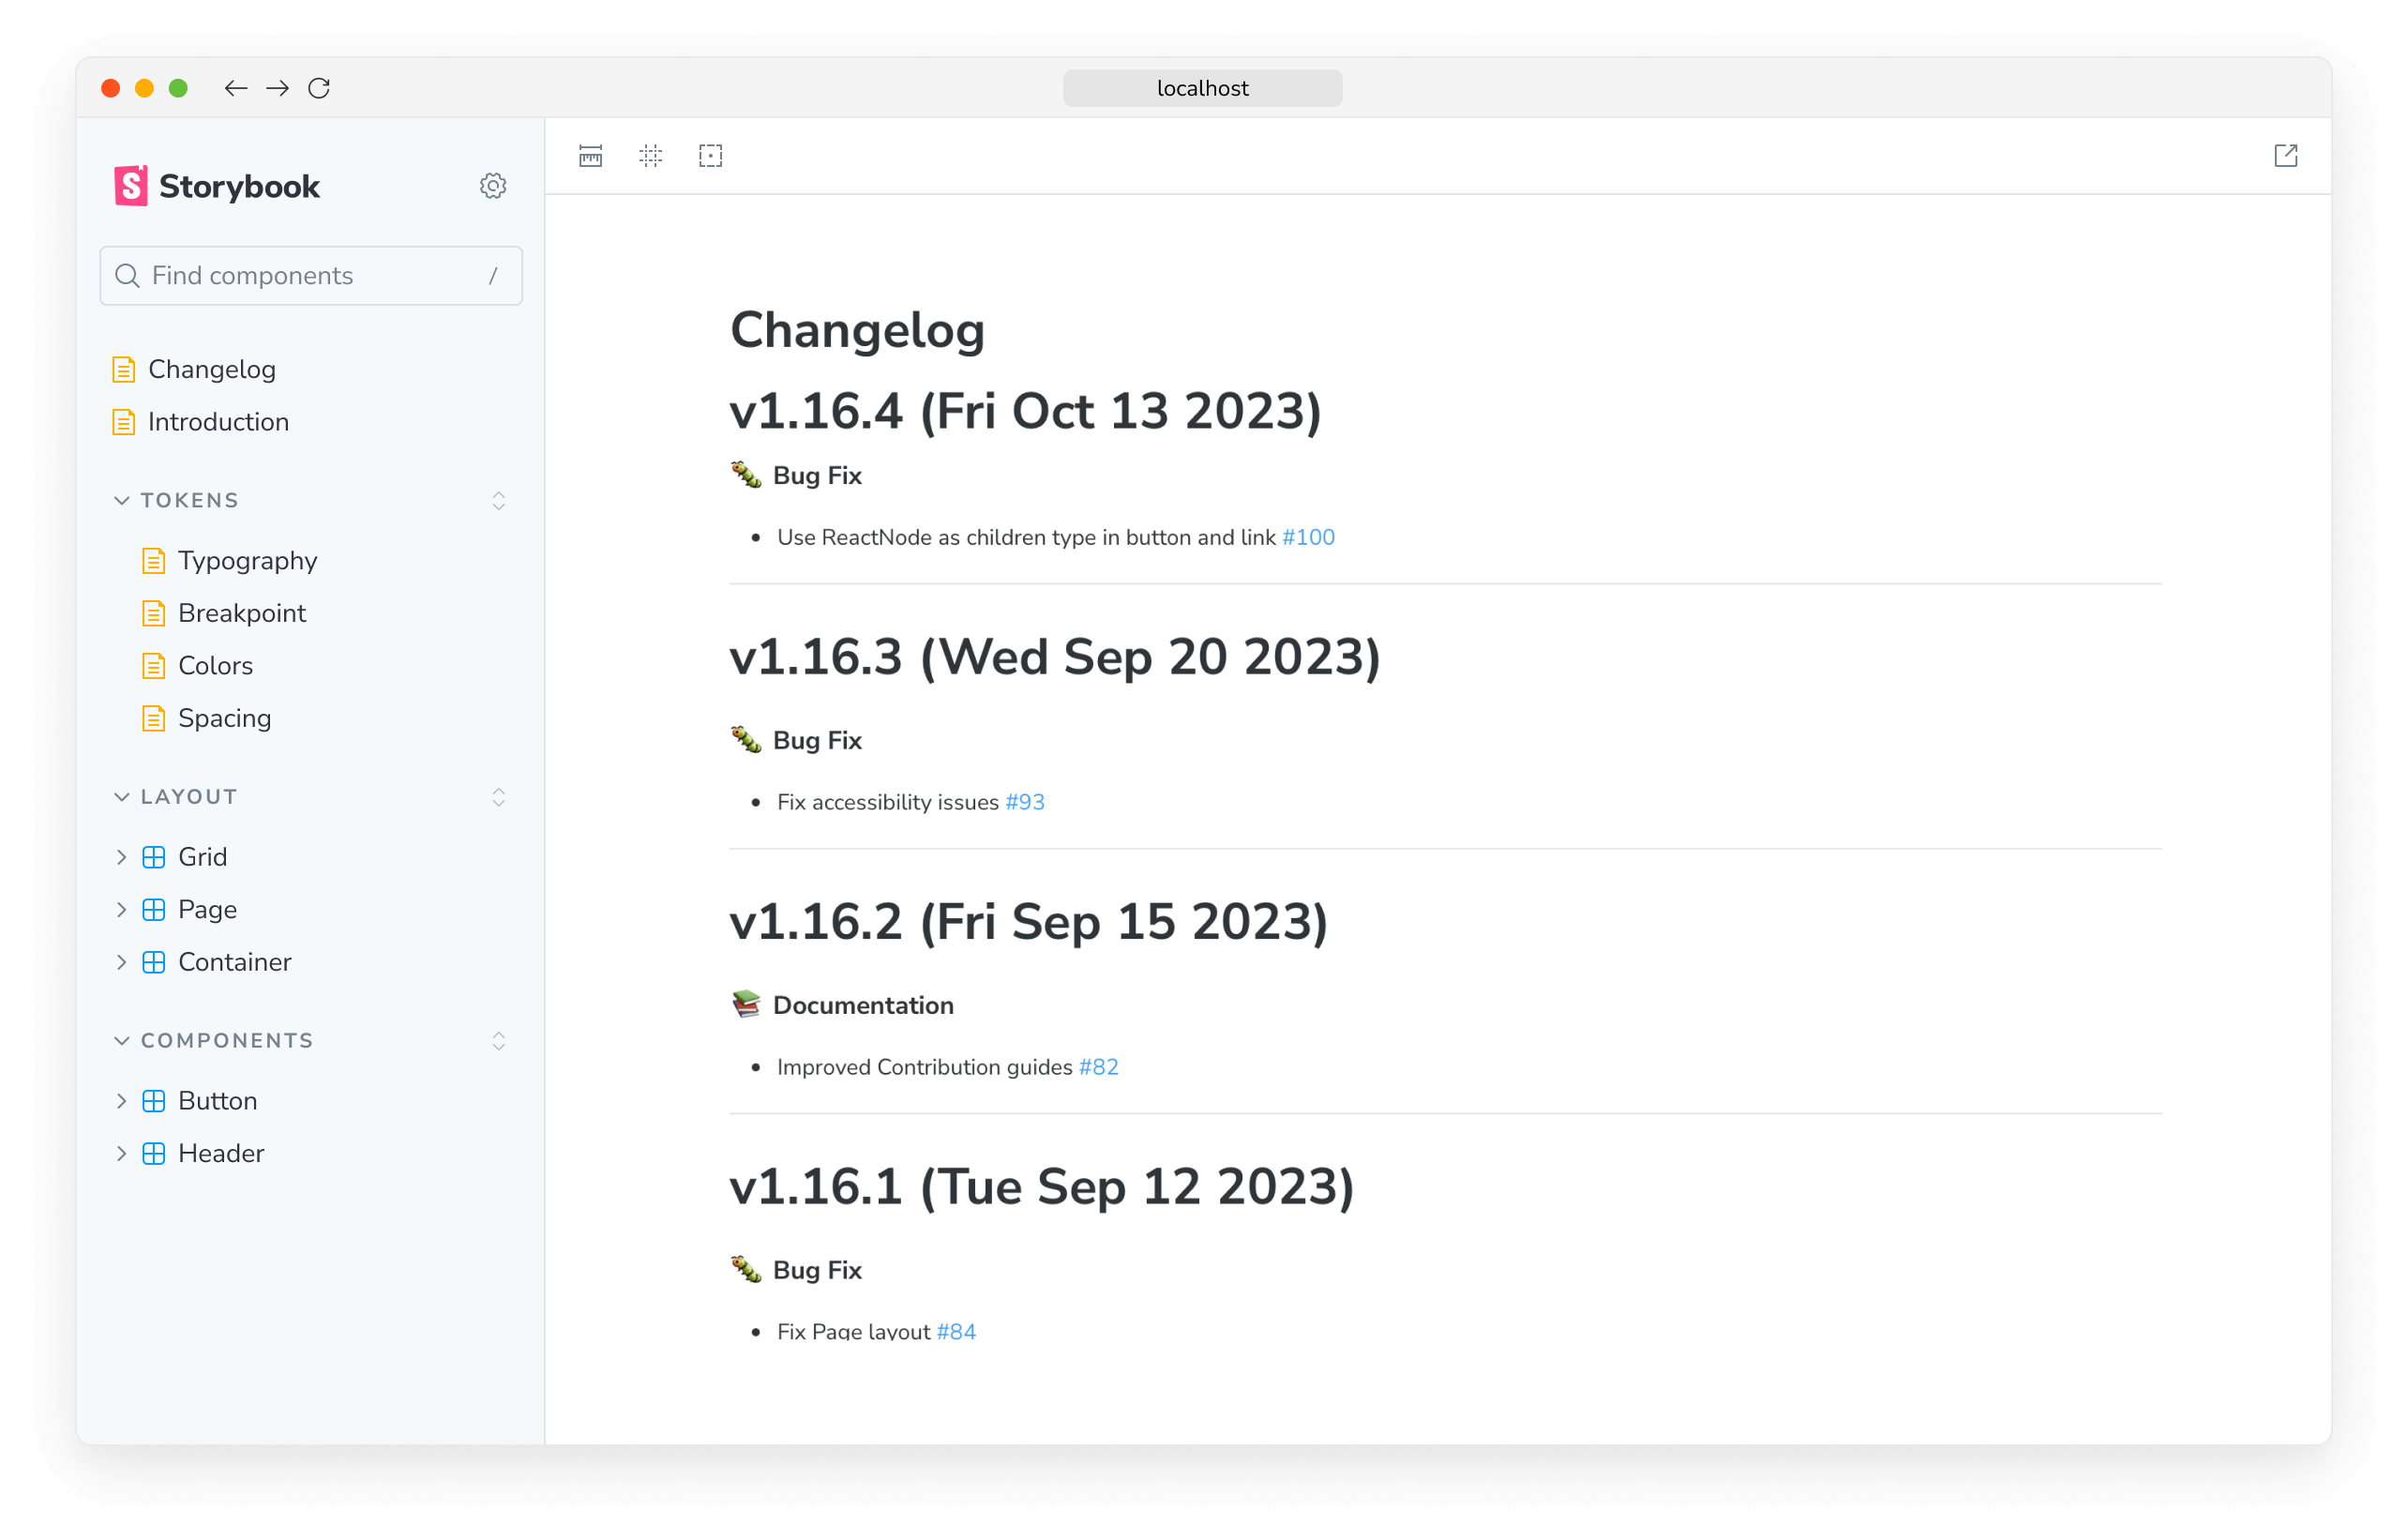 localhost
Storybook
Find components /
Changelog
Introduction
TOKENS
Typography
Breakpoint
Colors
Spacing
LAYOUT
Grid
Page
Container
COMPONENTS
Button
Header
Changelog
v1.16.4 (Fri Oct 13 2023)
🐛 Bug Fix
• Use ReactNode as children type in button and link #100
v1.16.3 (Wed Sep 20 2023)
🐛 Bug Fix
• Fix accessibility issues #93
v1.16.2 (Fri Sep 15 2023)
📚 Documentation
• Improved Contribution guides #82
v1.16.1 (Tue Sep 12 2023)
🐛 Bug Fix
• Fix Page layout #84